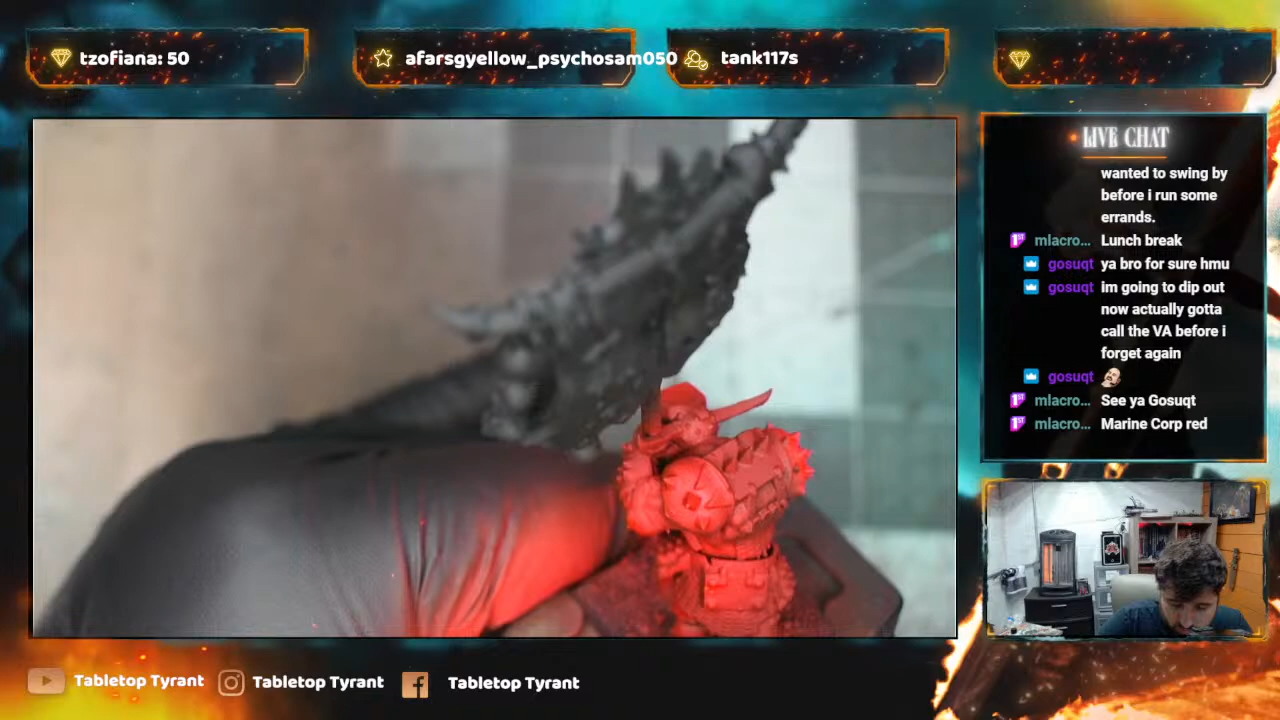 tzofiana: 50
afarsgyellow_psychosam050
tank117s
LIVE CHAT
wanted to swing by
before i run some
errands.
mlacro... Lunch break
gosuqt ya bro for sure hmu
gosuqt im going to dip out
now actually gotta
call the VA before i
forget again
gosuqt
mlacro... See ya Gosuqt
mlacro... Marine Corp red
Tabletop Tyrant
Tabletop Tyrant
Tabletop Tyrant